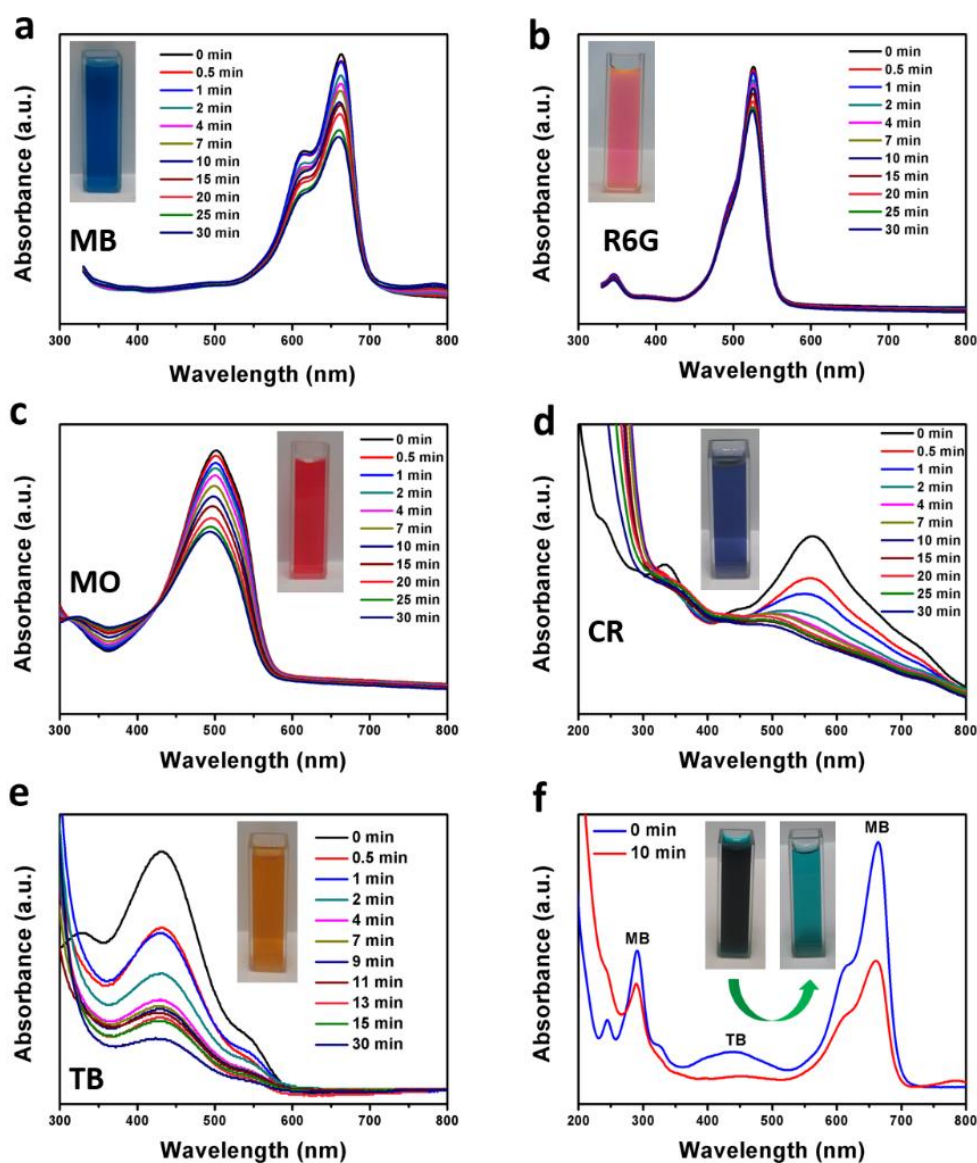 a
0 min
0.5 min
1 min
2 min
4 min
7 min
10 min
15 min
20 min
25 min
30 min
MB
Absorbance (a.u.)
300 400 500 600 700 800
Wavelength (nm)
b
0 min
0.5 min
1 min
2 min
4 min
7 min
10 min
15 min
20 min
25 min
30 min
R6G
Absorbance (a.u.)
300 400 500 600 700 800
Wavelength (nm)
c
0 min
0.5 min
1 min
2 min
4 min
7 min
10 min
15 min
20 min
25 min
30 min
MO
Absorbance (a.u.)
300 400 500 600 700 800
Wavelength (nm)
d
0 min
0.5 min
1 min
2 min
4 min
7 min
10 min
15 min
20 min
25 min
30 min
CR
Absorbance (a.u.)
200 300 400 500 600 700 800
Wavelength (nm)
e
0 min
0.5 min
1 min
2 min
4 min
7 min
9 min
11 min
13 min
15 min
30 min
TB
Absorbance (a.u.)
300 400 500 600 700 800
Wavelength (nm)
f
0 min
10 min
MB
MB
TB
Absorbance (a.u.)
200 300 400 500 600 700 800
Wavelength (nm)